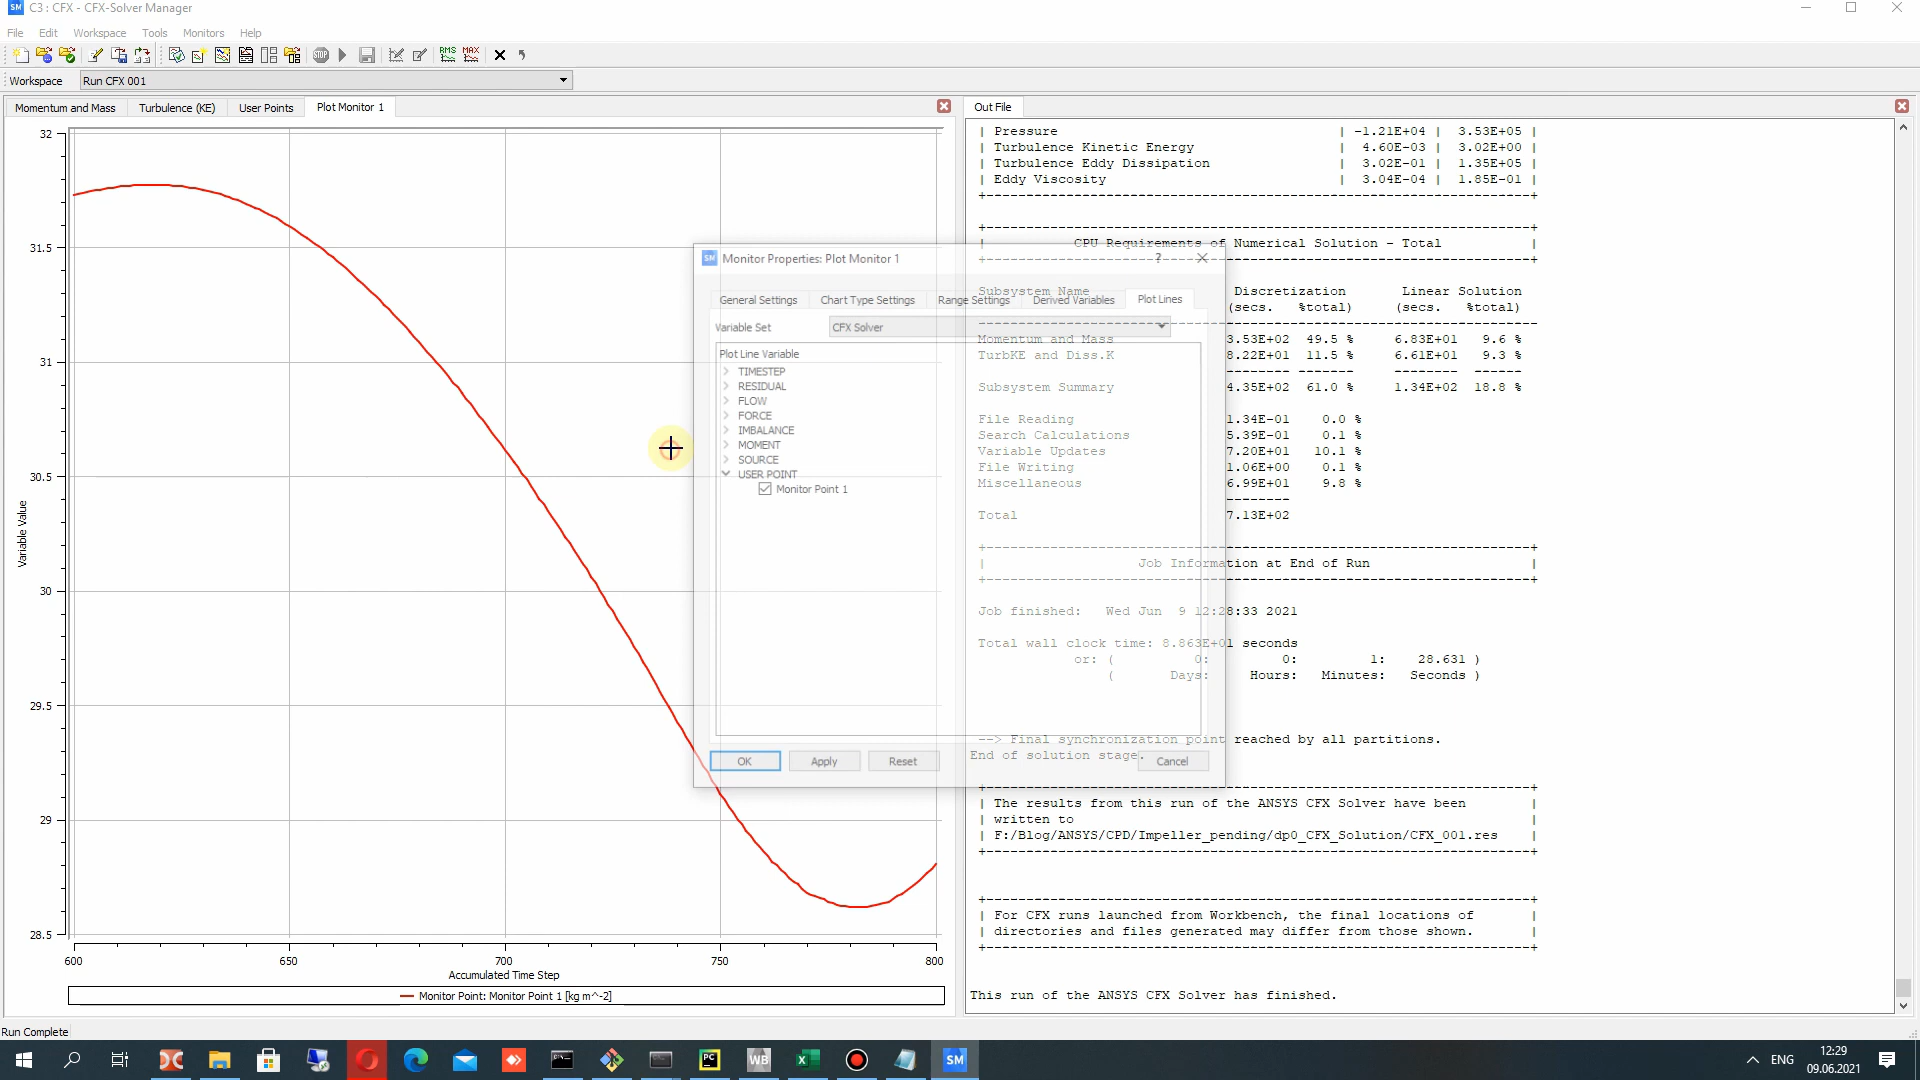 C3 : CFX - CFX-Solver Manager
File Edit Workspace Tools Monitors Help
Workspace Run CFX 001
Momentum and Mass Turbulence (KE) User Points Plot Monitor 1
32
31.5
31
30.5
30
29.5
29
28.5
Variable Value
600 650 700 750 800
Accumulated Time Step
Monitor Point: Monitor Point 1 [kg m^-2]
Run Complete
Monitor Properties: Plot Monitor 1
General Settings Chart Type Settings Range Settings Derived Variables Plot Lines
Variable Set CFX Solver
Plot Line Variable
TIMESTEP
RESIDUAL
FLOW
FORCE
IMBALANCE
MOMENT
SOURCE
USER POINT
Monitor Point 1
OK Apply Reset Cancel
Out File
| Pressure | -1.21E+04 | 3.53E+05 |
| Turbulence Kinetic Energy | 4.60E-03 | 3.02E+00 |
| Turbulence Eddy Dissipation | 3.02E-01 | 1.35E+05 |
| Eddy Viscosity | 3.04E-04 | 1.85E-01 |
| CPU Requirements of Numerical Solution - Total |
Subsystem Name Discretization Linear Solution
(secs. %total) (secs. %total)
Momentum and Mass 3.53E+02 49.5 % 6.83E+01 9.6 %
TurbKE and Diss.K 8.22E+01 11.5 % 6.61E+01 9.3 %
Subsystem Summary 4.35E+02 61.0 % 1.34E+02 18.8 %
File Reading 1.34E-01 0.0 %
Search Calculations 5.39E-01 0.1 %
Variable Updates 7.20E+01 10.1 %
File Writing 1.06E+00 0.1 %
Miscellaneous 6.99E+01 9.8 %
Total 7.13E+02
| Job Information at End of Run |
Job finished: Wed Jun 9 12:28:33 2021
Total wall clock time: 8.863E+01 seconds
or: ( 0: 0: 1: 28.631 )
( Days: Hours: Minutes: Seconds )
--> Final synchronization point reached by all partitions.
End of solution stage.
| The results from this run of the ANSYS CFX Solver have been |
| written to |
| F:/Blog/ANSYS/CPD/Impeller_pending/dp0_CFX_Solution/CFX_001.res |
| For CFX runs launched from Workbench, the final locations of |
| directories and files generated may differ from those shown. |
This run of the ANSYS CFX Solver has finished.
ENG
12:29
09.06.2021